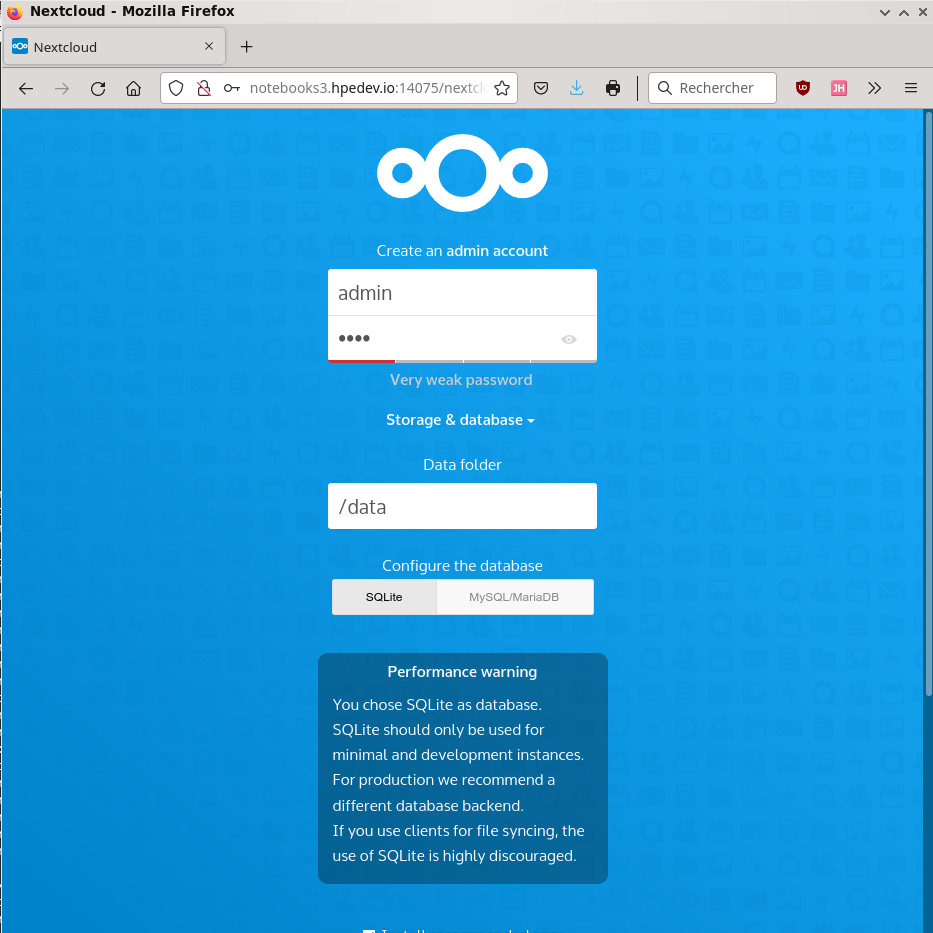 Nextcloud - Mozilla Firefox
Nextcloud
notebooks3.hpedev.io:14075/nextcl
Rechercher
JH
Create an admin account
admin
••••
Very weak password
Storage & database
Data folder
/data
Configure the database
SQLite
MySQL/MariaDB
Performance warning
You chose SQLite as database.
SQLite should only be used for
minimal and development instances.
For production we recommend a
different database backend.
If you use clients for file syncing, the
use of SQLite is highly discouraged.